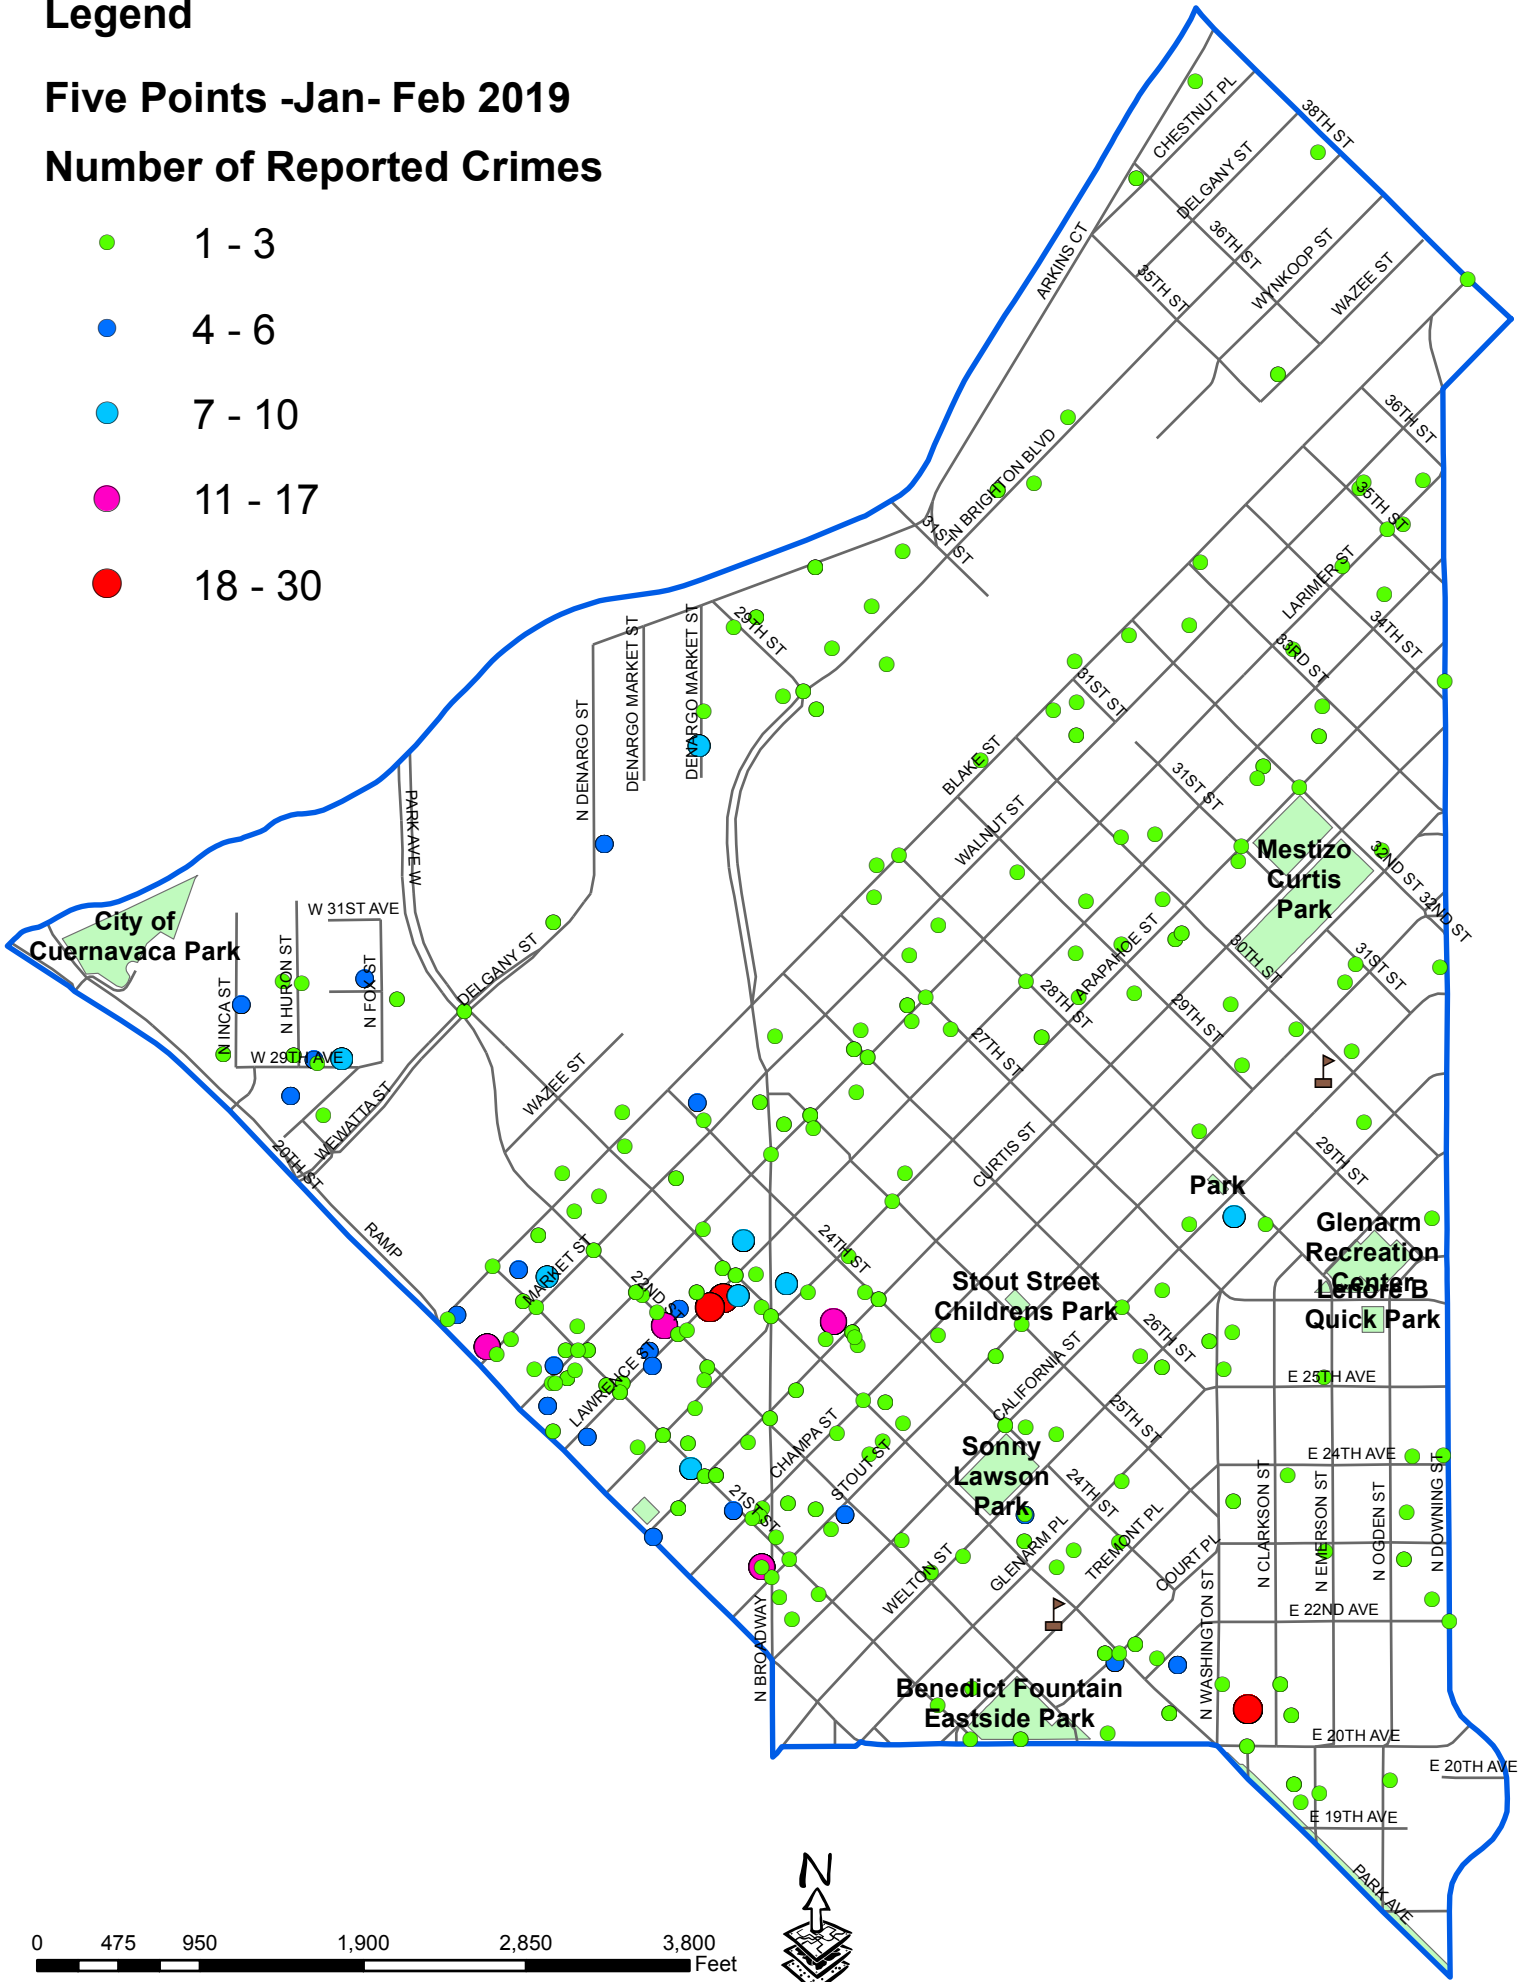 Legend
Five Points -Jan- Feb 2019
Number of Reported Crimes
1 - 3
4 - 6
7 - 10
11 - 17
18 - 30
CHESTNUT PL
38TH ST
DELGANY ST
36TH ST
ARKINS CT
35TH ST
WYNKOOP ST
WAZEE ST
36TH ST
N BRIGHTON BLVD
31ST ST
35TH ST
LARIMER ST
34TH ST
33RD ST
29TH ST
DENARGO MARKET ST
DENARGO MARKET ST
N DENARGO ST
31ST ST
BLAKE ST
31ST ST
WALNUT ST
PARK AVE W
Mestizo
Curtis
Park
32ND ST
32ND ST
City of
Cuernavaca Park
W 31ST AVE
N INCA ST
N HURON ST
N FOX ST
DELGANY ST
ARAPAHOE ST
30TH ST
31ST ST
28TH ST
29TH ST
27TH ST
W 29TH AVE
WEWATTA ST
WAZEE ST
20TH ST
CURTIS ST
29TH ST
Park
RAMP
MARKET ST
22ND ST
24TH ST
Glenarm
Recreation
Center
Lenore B
Quick Park
Stout Street
Childrens Park
26TH ST
LAWRENCE ST
CALIFORNIA ST
E 25TH AVE
25TH ST
CHAMPA ST
STOUT ST
Sonny
Lawson
Park
24TH ST
E 24TH AVE
21ST ST
N CLARKSON ST
N EMERSON ST
N OGDEN ST
N DOWNING ST
WELTON ST
GLENARM PL
TREMONT PL
COURT PL
N WASHINGTON ST
E 22ND AVE
N BROADWAY
Benedict Fountain
Eastside Park
E 20TH AVE
E 20TH AVE
E 19TH AVE
PARK AVE
N
0 475 950 1,900 2,850 3,800
Feet